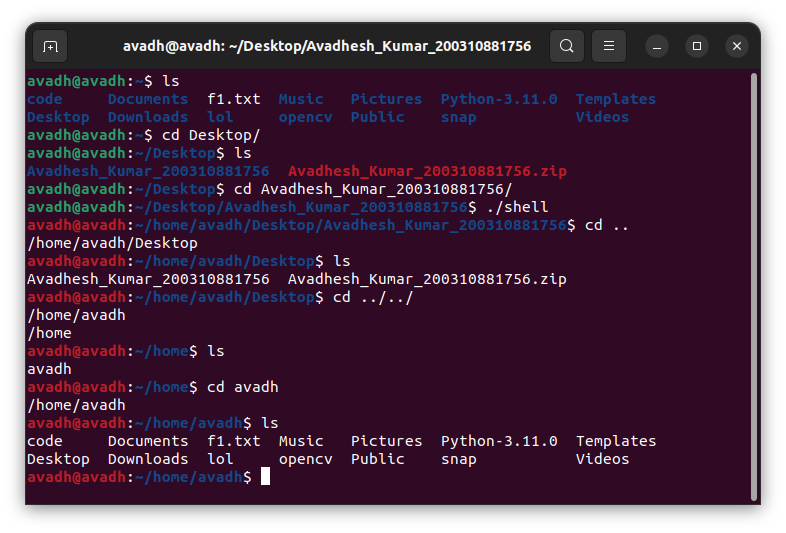 avadh@avadh: ~/Desktop/Avadhesh_Kumar_200310881756
avadh@avadh:~$ ls
code Documents f1.txt Music Pictures Python-3.11.0 Templates
Desktop Downloads lol opencv Public snap Videos
avadh@avadh:~$ cd Desktop/
avadh@avadh:~/Desktop$ ls
Avadhesh_Kumar_200310881756 Avadhesh_Kumar_200310881756.zip
avadh@avadh:~/Desktop$ cd Avadhesh_Kumar_200310881756/
avadh@avadh:~/Desktop/Avadhesh_Kumar_200310881756$ ./shell
avadh@avadh:~/home/avadh/Desktop/Avadhesh_Kumar_200310881756$ cd ..
/home/avadh/Desktop
avadh@avadh:~/home/avadh/Desktop$ ls
Avadhesh_Kumar_200310881756 Avadhesh_Kumar_200310881756.zip
avadh@avadh:~/home/avadh/Desktop$ cd ../../
/home/avadh
/home
avadh@avadh:~/home$ ls
avadh
avadh@avadh:~/home$ cd avadh
/home/avadh
avadh@avadh:~/home/avadh$ ls
code Documents f1.txt Music Pictures Python-3.11.0 Templates
Desktop Downloads lol opencv Public snap Videos
avadh@avadh:~/home/avadh$